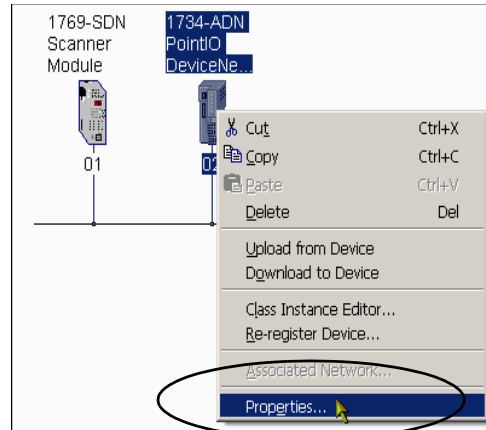 1769-SDN
Scanner
Module
1734-ADN
PointIO
DeviceNe...
01
02
Cut Ctrl+X
Copy Ctrl+C
Paste Ctrl+V
Delete Del
Upload from Device
Download to Device
Class Instance Editor...
Re-register Device...
Associated Network...
Properties...